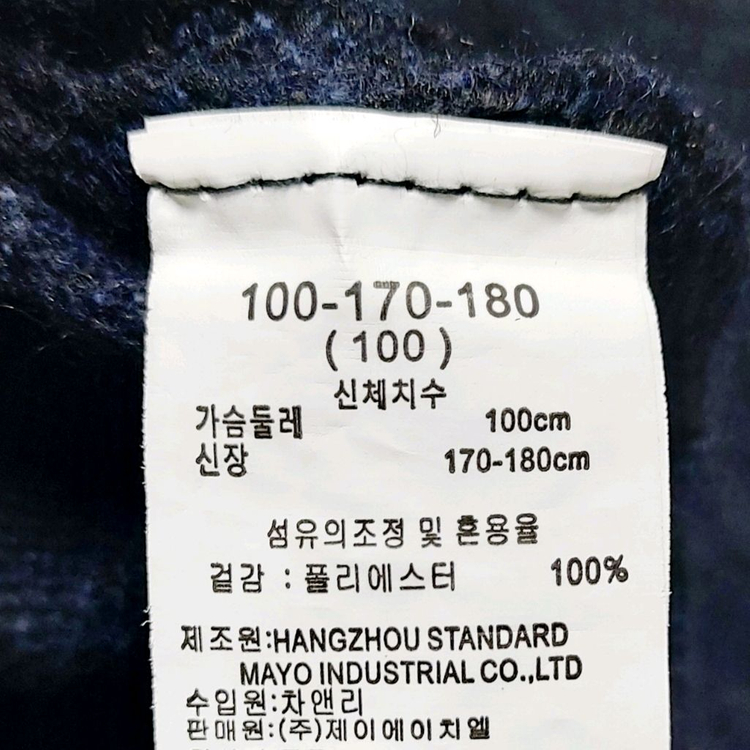 100-170-180
(100)
신체치수
가슴둘레 100cm
신장 170-180cm
섬유의조정 및 혼용율
겉감 : 폴리에스터 100%
제조원:HANGZHOU STANDARD
MAYO INDUSTRIAL CO.,LTD
수입원:차앤리
판매원:(주)제이에이치엘